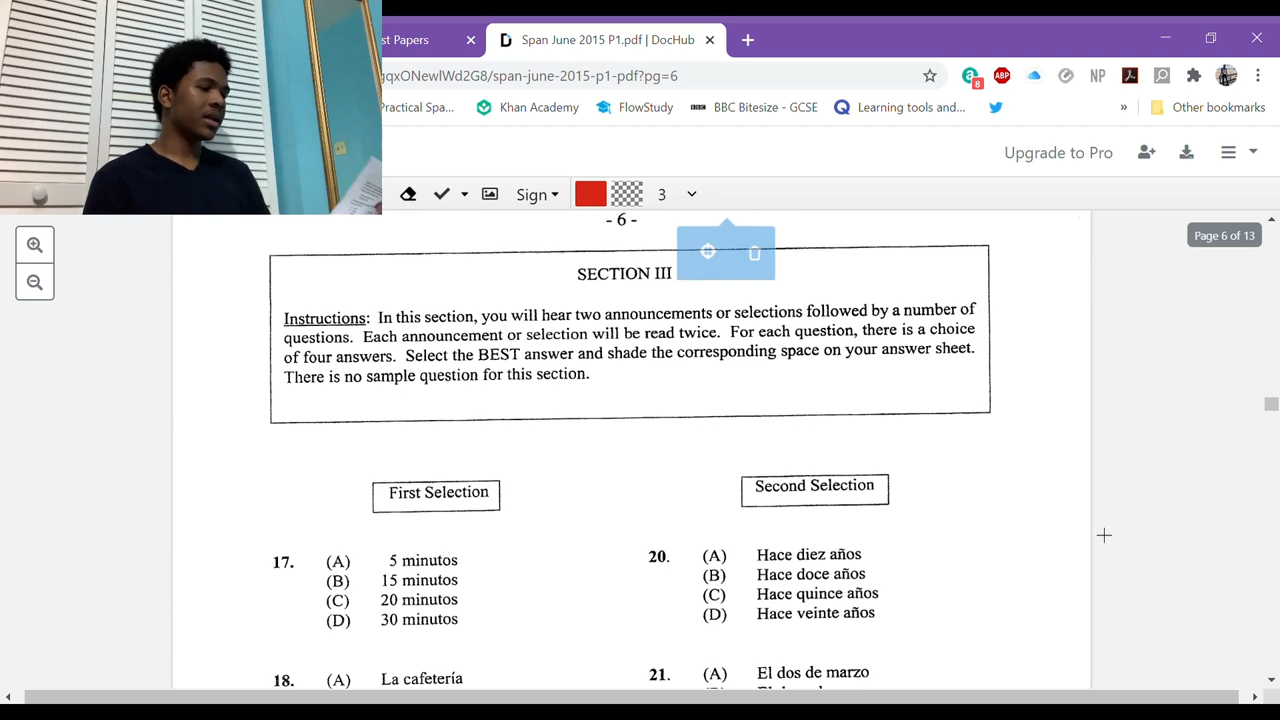 st Papers
Span June 2015 P1.pdf | DocHub
qxONewlWd2G8/span-june-2015-p1-pdf?pg=6
8
ABP
NP
Practical Spa...
Khan Academy
FlowStudy
BBC
BBC Bitesize - GCSE
Learning tools and...
»
Other bookmarks
Upgrade to Pro
Sign
3
Page 6 of 13
- 6 -
SECTION III
Instructions: In this section, you will hear two announcements or selections followed by a number of
questions. Each announcement or selection will be read twice. For each question, there is a choice
of four answers. Select the BEST answer and shade the corresponding space on your answer sheet.
There is no sample question for this section.
First Selection
17. (A) 5 minutos
(B) 15 minutos
(C) 20 minutos
(D) 30 minutos
18. (A) La cafetería
Second Selection
20. (A) Hace diez años
(B) Hace doce años
(C) Hace quince años
(D) Hace veinte años
21. (A) El dos de marzo